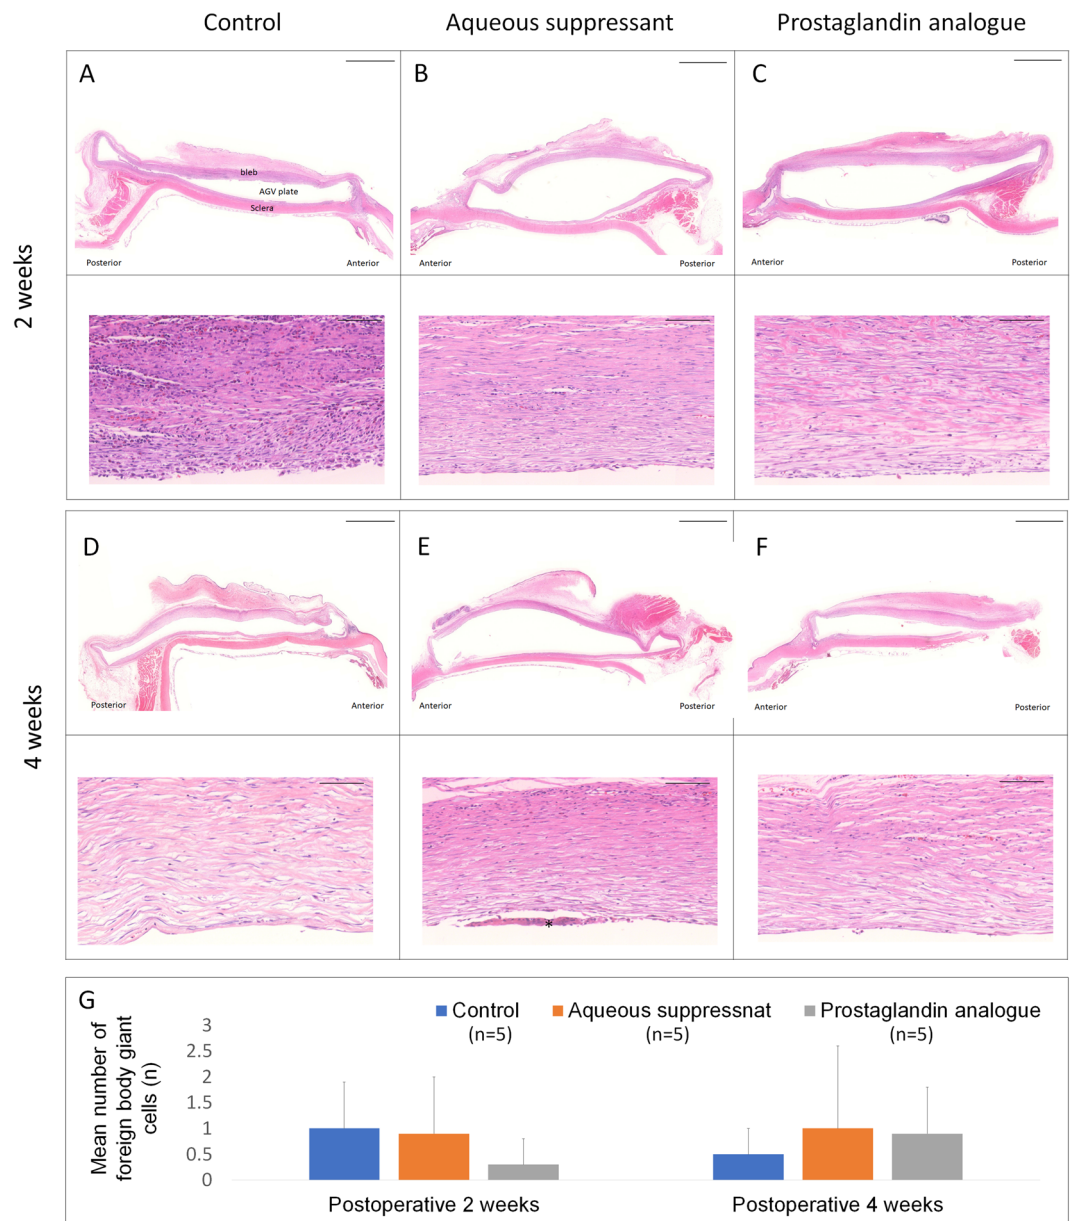 Control Aqueous suppressant Prostaglandin analogue
2 weeks
A B C
bleb
AGV plate
Sclera
Posterior Anterior Anterior Posterior Anterior Posterior
4 weeks
D E F
Posterior Anterior Anterior Posterior Anterior Posterior
*
G
Control Aqueous suppressnat Prostaglandin analogue
(n=5) (n=5) (n=5)
Mean number of
foreign body giant
cells (n)
3
2.5
2
1.5
1
0.5
0
Postoperative 2 weeks Postoperative 4 weeks